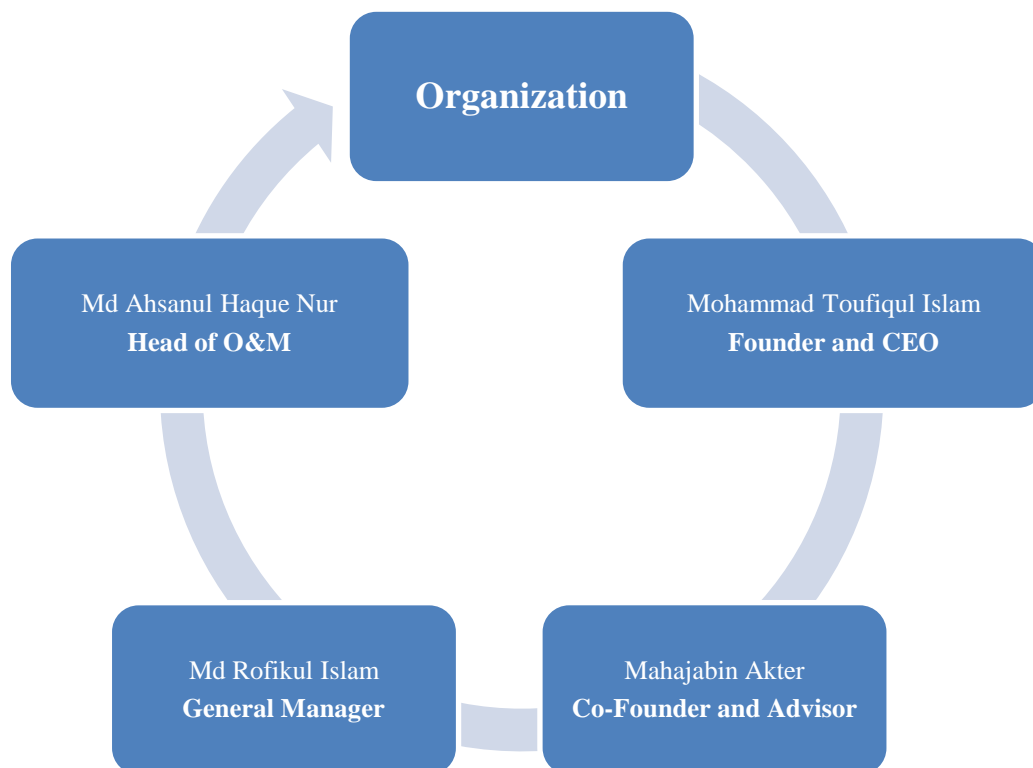 Organization
Mohammad Toufiqul Islam
Founder and CEO
Mahajabin Akter
Co-Founder and Advisor
Md Rofikul Islam
General Manager
Md Ahsanul Haque Nur
Head of O&M